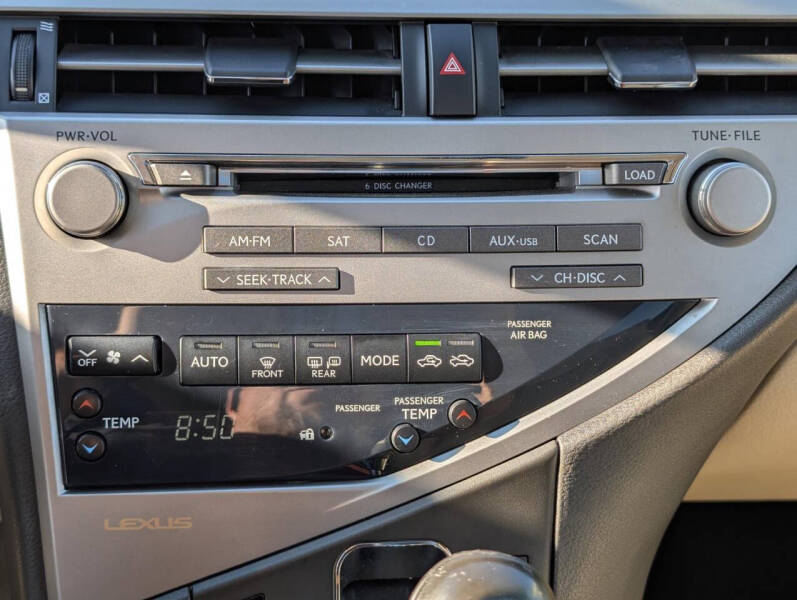 PWR·VOL
TUNE·FILE
LOAD
6 DISC CHANGER
AM·FM
SAT
CD
AUX·USB
SCAN
SEEK·TRACK
CH·DISC
PASSENGER
AIR BAG
OFF
AUTO
FRONT
REAR
MODE
TEMP
8:50
PASSENGER
PASSENGER
TEMP
LEXUS